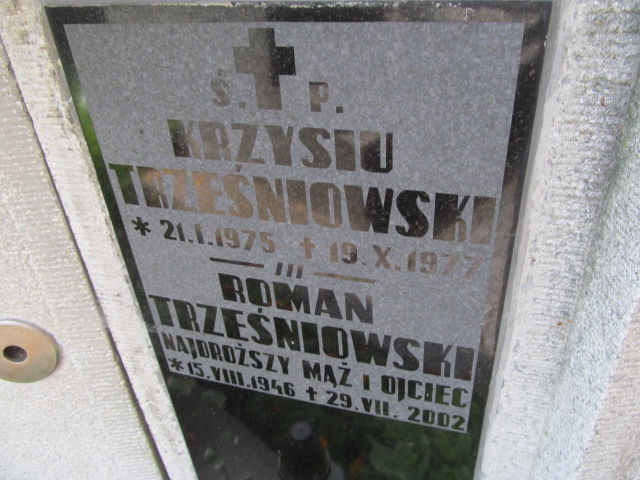 Ś. P.
KRZYSIU
TRZEŚNIOWSKI
* 21.I.1975 + 19.X.1977
ROMAN
TRZEŚNIOWSKI
NAJDROŻSZY MĄŻ I OJCIEC
*15.VIII.1946 + 29.VII. 2002